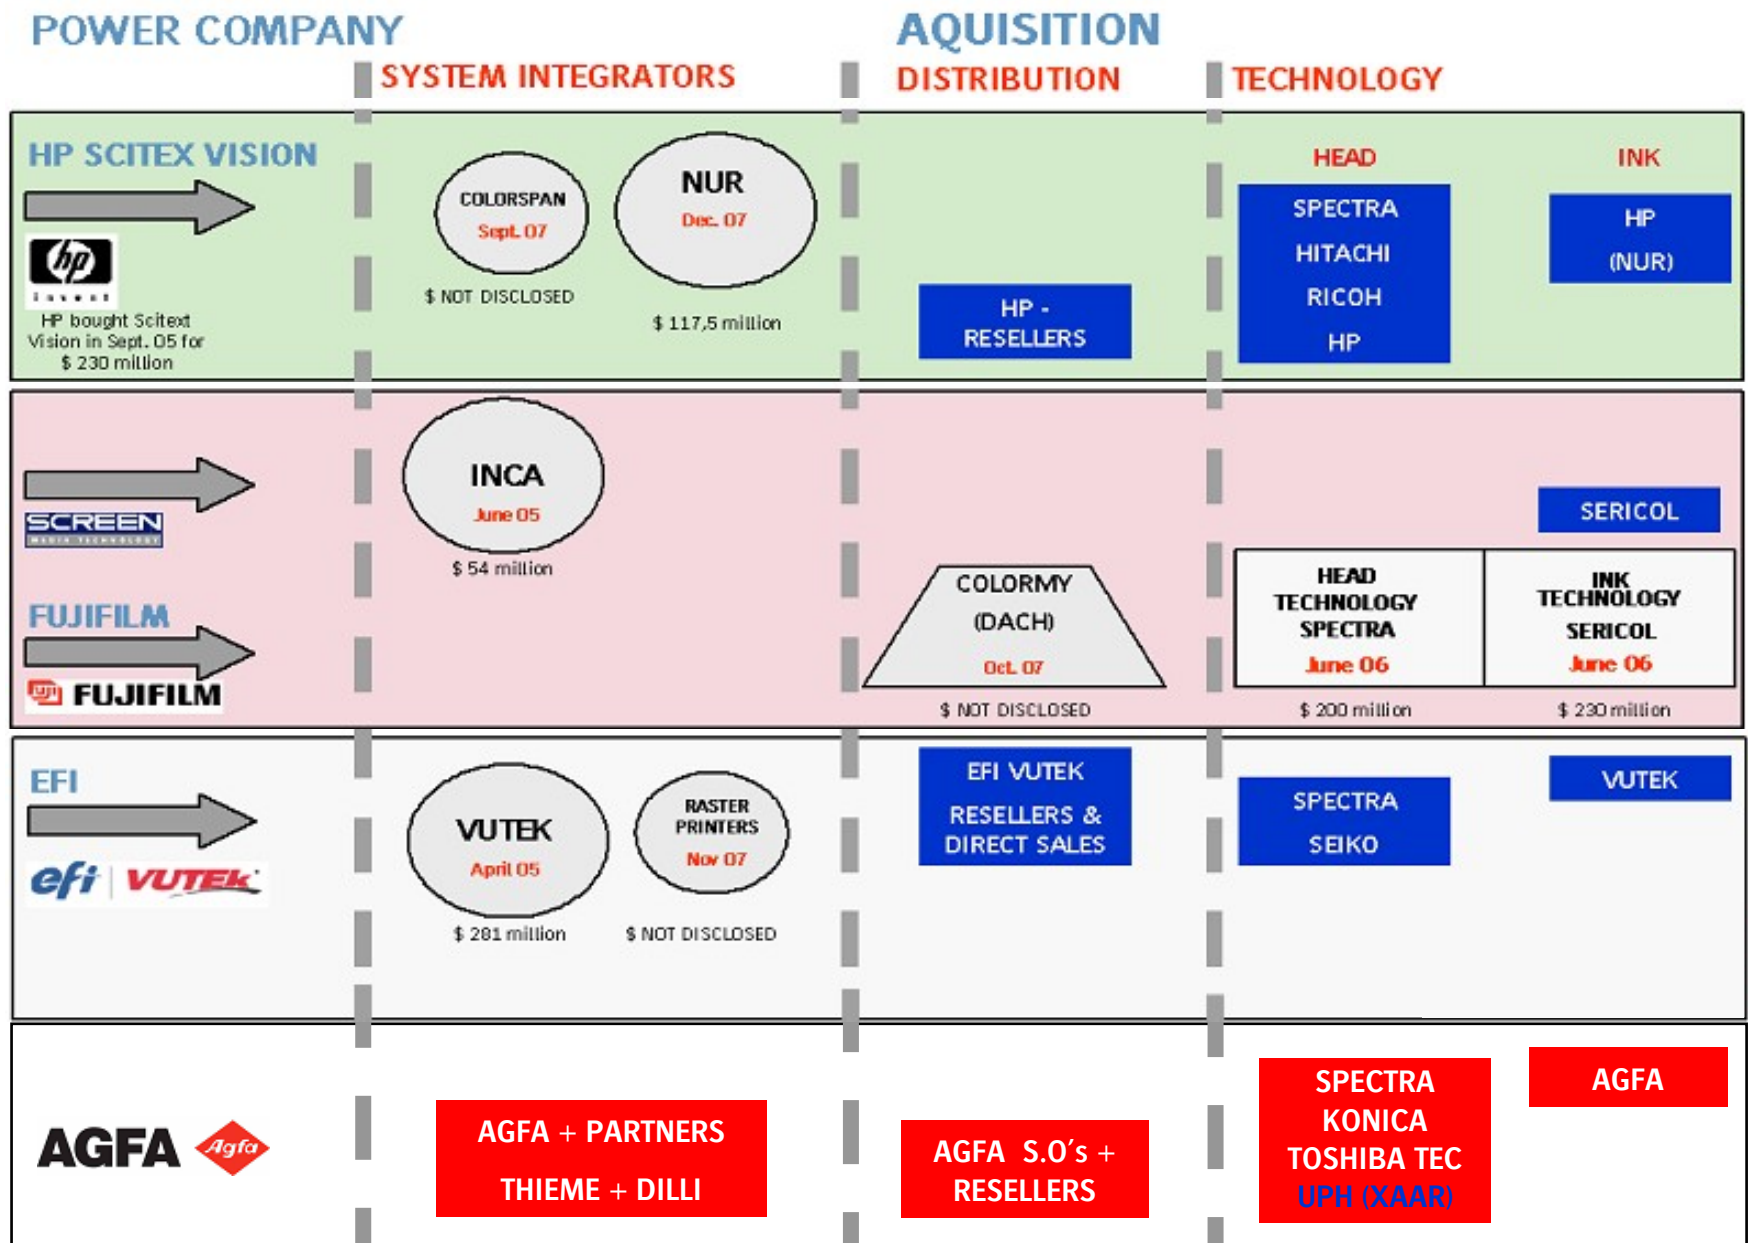 POWER COMPANY
AQUISITION
SYSTEM INTEGRATORS
DISTRIBUTION
TECHNOLOGY
HP SCITEX VISION
hp
invent
HP bought Scitext
Vision in Sept. 05 for
$ 230 million
COLORSPAN
Sept. 07
$ NOT DISCLOSED
NUR
Dec. 07
$ 117,5 million
HP -
RESELLERS
HEAD
SPECTRA
HITACHI
RICOH
HP
INK
HP
(NUR)
SCREEN
MEDIA TECHNOLOGY
INCA
June 05
$ 54 million
SERICOL
FUJIFILM
FUJI FUJIFILM
COLORMY
(DACH)
Oct. 07
$ NOT DISCLOSED
HEAD
TECHNOLOGY
SPECTRA
June 06
$ 200 million
INK
TECHNOLOGY
SERICOL
June 06
$ 230 million
EFI
efi VUTEK
VUTEK
April 05
$ 281 million
RASTER
PRINTERS
Nov 07
$ NOT DISCLOSED
EFI VUTEK
RESELLERS &
DIRECT SALES
SPECTRA
SEIKO
VUTEK
AGFA Agfa
AGFA + PARTNERS
THIEME + DILLI
AGFA S.O´s +
RESELLERS
SPECTRA
KONICA
TOSHIBA TEC
UPH (XAAR)
AGFA